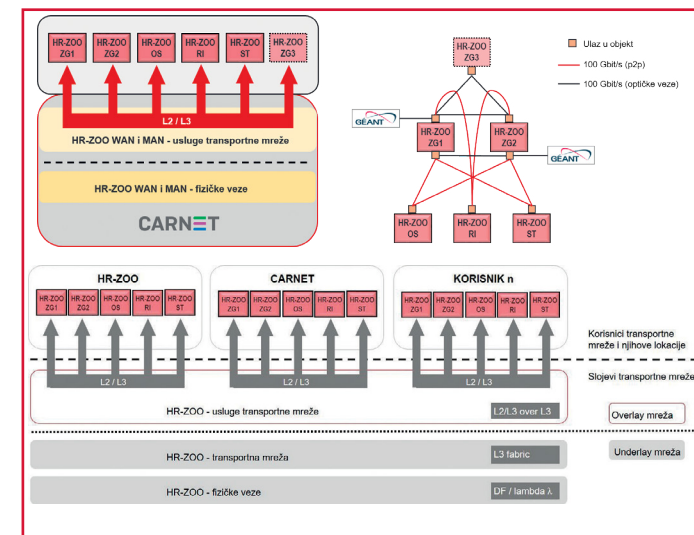 HR-ZOO ZG1
HR-ZOO ZG2
HR-ZOO OS
HR-ZOO RI
HR-ZOO ST
HR-ZOO ZG3
L2 / L3
HR-ZOO WAN i MAN - usluge transportne mreže
HR-ZOO WAN i MAN - fizičke veze
CARNET
HR-ZOO ZG3
Ulaz u objekt
100 Gbit/s (p2p)
100 Gbit/s (optičke veze)
GÉANT
HR-ZOO ZG1
HR-ZOO ZG2
GÉANT
HR-ZOO OS
HR-ZOO RI
HR-ZOO ST
HR-ZOO
HR-ZOO ZG1
HR-ZOO ZG2
HR-ZOO OS
HR-ZOO RI
HR-ZOO ST
L2 / L3
CARNET
HR-ZOO ZG1
HR-ZOO ZG2
HR-ZOO OS
HR-ZOO RI
HR-ZOO ST
L2 / L3
KORISNIK n
HR-ZOO ZG1
HR-ZOO ZG2
HR-ZOO OS
HR-ZOO RI
HR-ZOO ST
L2 / L3
Korisnici transportne
mreže i njihove lokacije
Slojevi transportne mreže
HR-ZOO - usluge transportne mreže
L2/L3 over L3
Overlay mreža
HR-ZOO - transportna mreža
L3 fabric
Underlay mreža
HR-ZOO - fizičke veze
DF / lambda λ